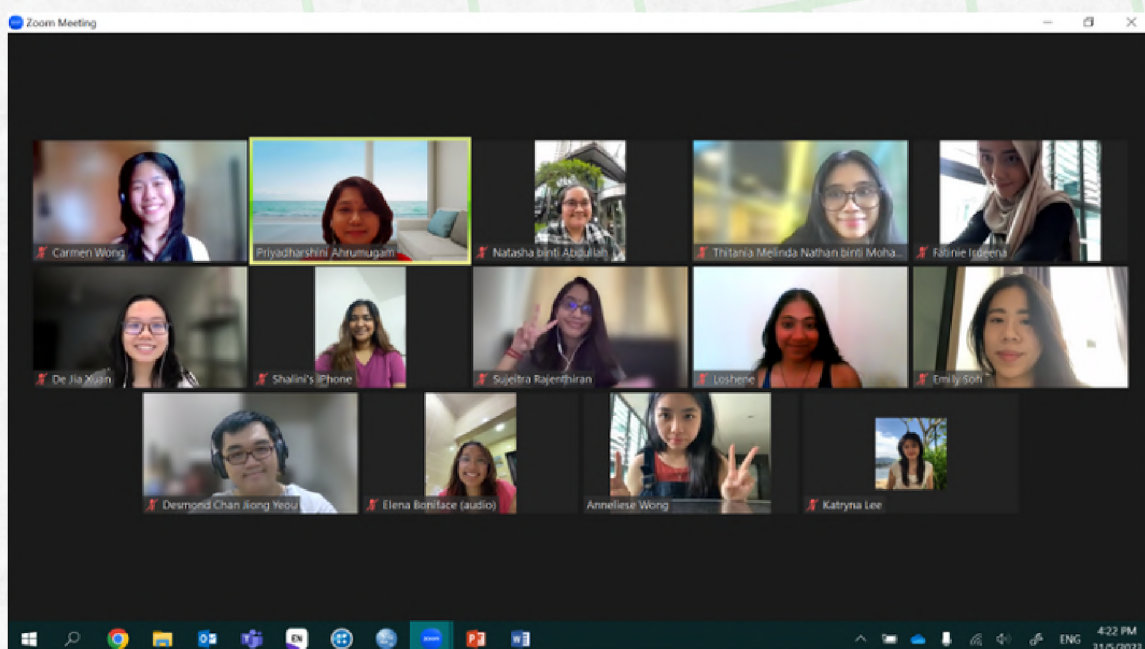 Zoom Meeting
Carmen Wong
Priyadharshini Ahrumugam
Natasha binti Abdullah
Thitania Melinda Nathan binti Moha...
Fatinie Irdeena
De Jia Xuan
Shalini's iPhone
Sujeitra Rajenthiran
Loshene
Emily Soh
Desmond Chan Jiong Yeou
Elena Boniface (audio)
Anneliese Wong
Katryna Lee
EN
zoom
ENG
4:22 PM